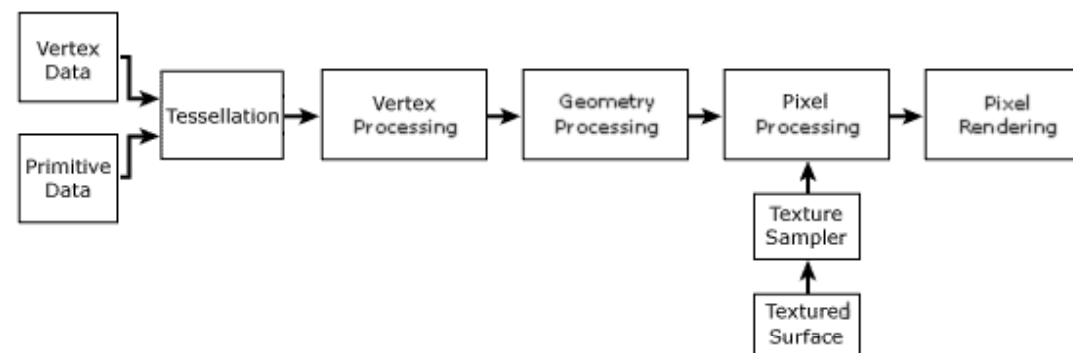 Vertex
Data
Primitive
Data
Tessellation
Vertex
Processing
Geometry
Processing
Pixel
Processing
Pixel
Rendering
Texture
Sampler
Textured
Surface